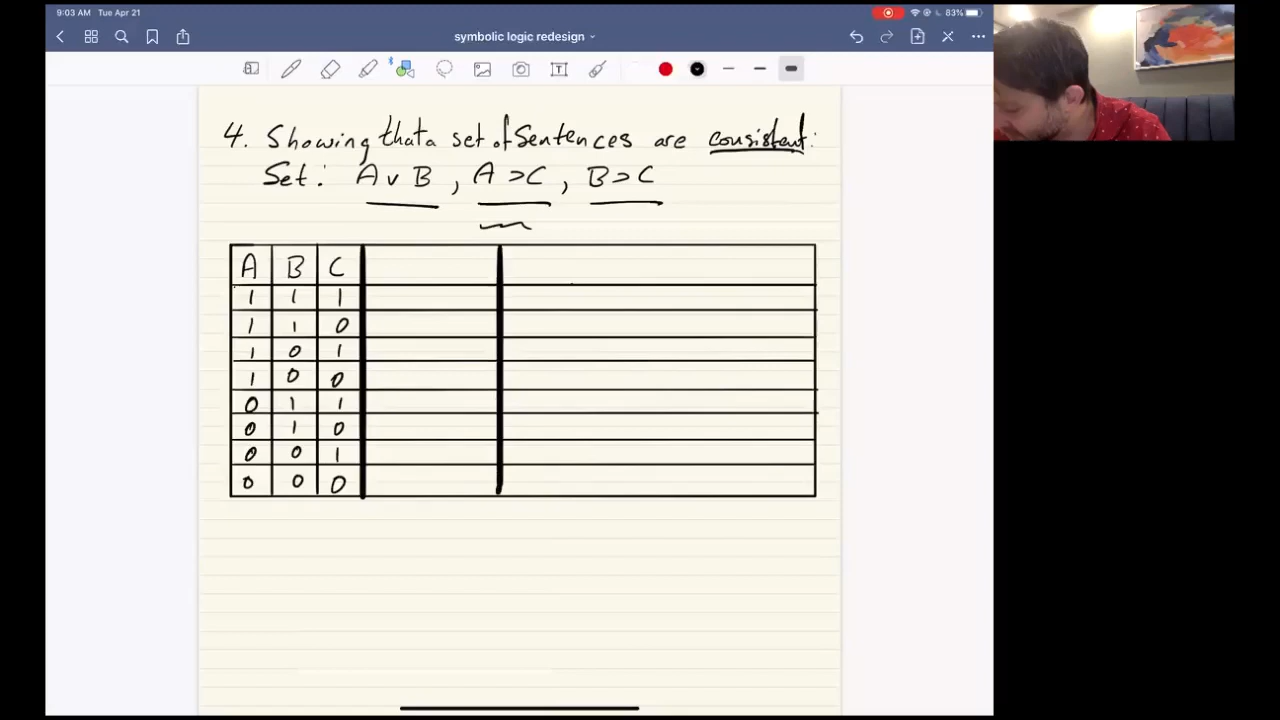 9:03 AM Tue Apr 21
83%
symbolic logic redesign
T
4. Showing that a set of Sentences are consistent:
Set: A v B , A ⊃ C , B ⊃ C
A B C
1 1 1
1 1 0
1 0 1
1 0 0
0 1 1
0 1 0
0 0 1
0 0 0